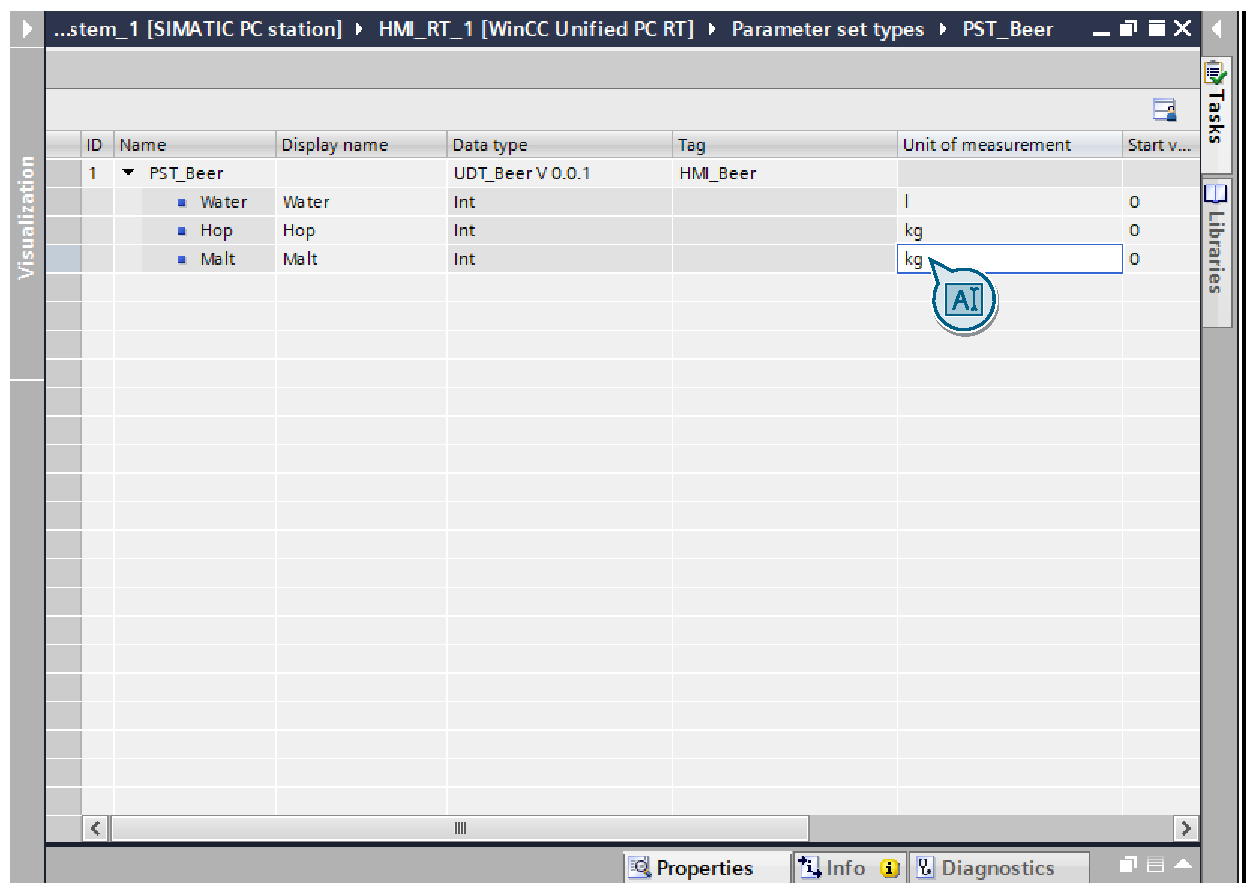 ...stem_1 [SIMATIC PC station] HMI_RT_1 [WinCC Unified PC RT] Parameter set types PST_Beer
ID Name Display name Data type Tag Unit of measurement Start v...
1 PST_Beer UDT_Beer V 0.0.1 HMI_Beer
Water Water Int l 0
Hop Hop Int kg 0
Malt Malt Int kg 0
AI
Visualization
Tasks
Libraries
Properties Info Diagnostics